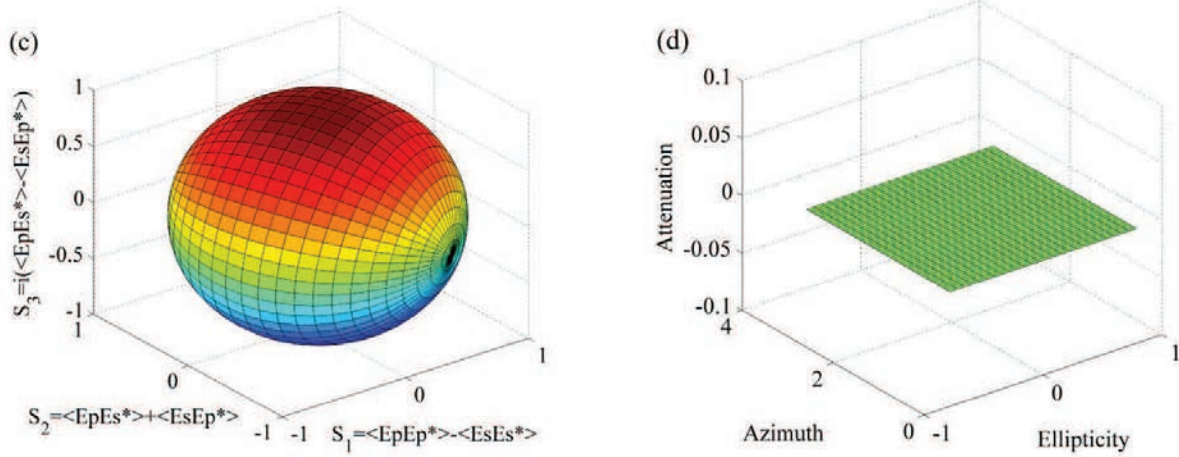 (c)
S3=i(<EpEs*>-<EsEp*>)
1
0.5
0
-0.5
-1
1
0
-1
S2=<EpEs*>+<EsEp*>
-1
0
1
S1=<EpEp*>-<EsEs*>
(d)
Attenuation
0.1
0.05
0
-0.05
-0.1
4
2
0
Azimuth
-1
0
1
Ellipticity